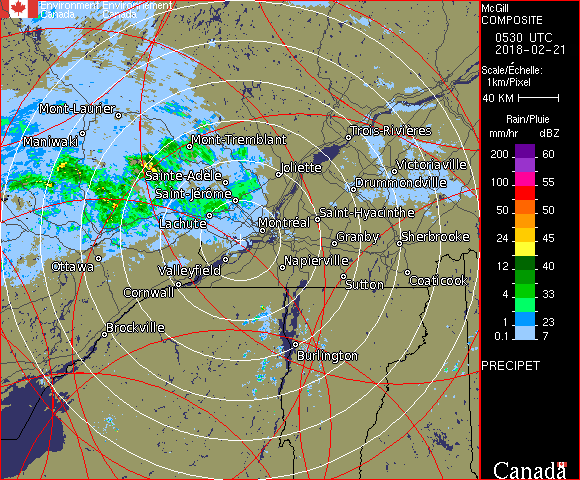 Environment Environment
Canada Canada
Mont-Laurier
Maniwaki
Mont-Tremblant
Trois-Rivières
Sainte-Adèle
Joliette
Victoriaville
Saint-Jérôme
Drummondville
Lachute
Montréal
Saint-Hyacinthe
Granby
Sherbrooke
Ottawa
Valleyfield
Napierville
Cornwall
Sutton
Coaticook
Brockville
Burlington
McGill
COMPOSITE
0530 UTC
2018-02-21
Scale/Échelle:
1km/Pixel
40 KM
Rain/Pluie
mm/hr dBZ
200 60
100 55
50 50
24 45
12 40
4 33
1 23
0.1 7
PRECIPET
Canada